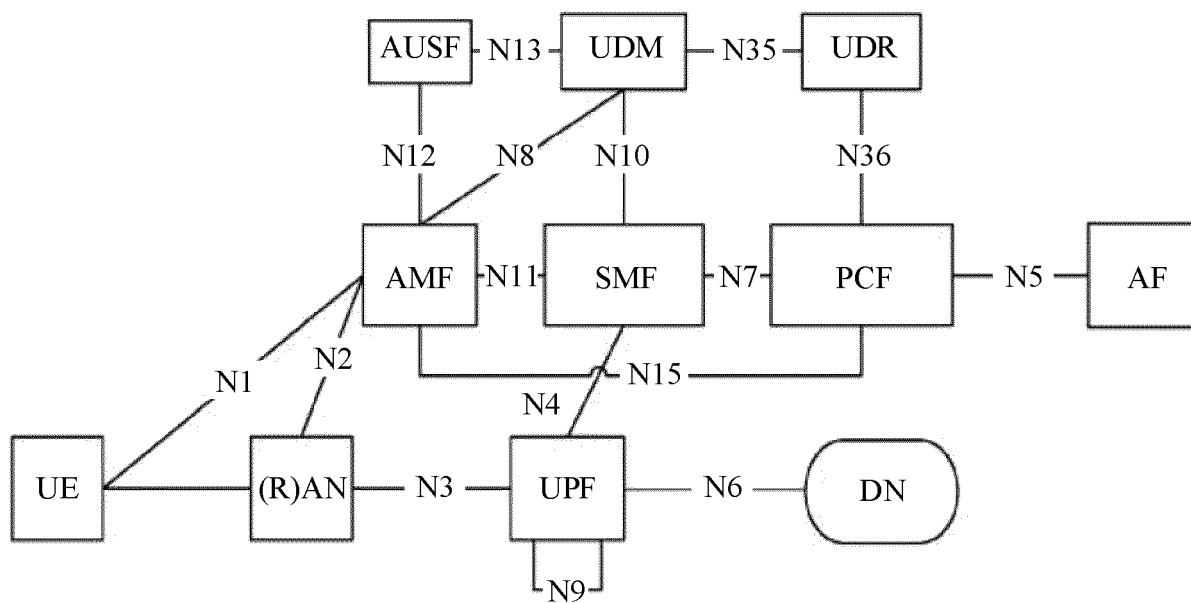 AUSF N13 UDM N35 UDR
N12 N8 N10 N36
AMF N11 SMF N7 PCF N5 AF
N1 N2 N4 N15
UE (R)AN N3 UPF N6 DN
N9